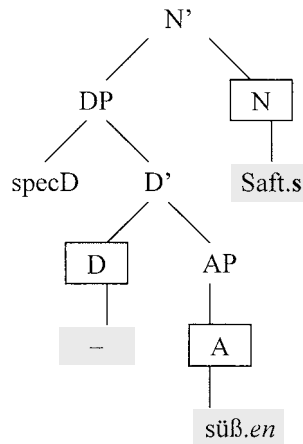 N’
DP N
specD D’ Saft.s
D AP
– A
süß.en